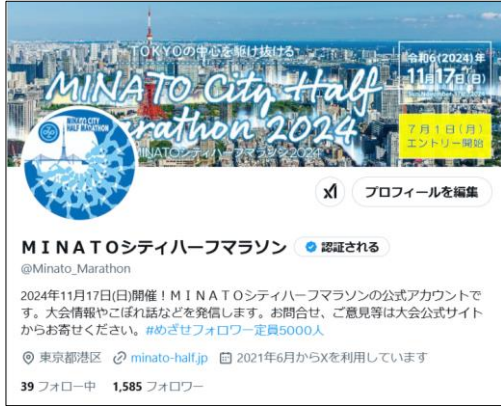 TOKYOの中心を駆け抜ける
MINATO City Half
Marathon 2024
MINATOシティハーフマラソン2024
令和6(2024)年
11月17日(日)
7月1日(月)
エントリー開始
MINATO CITY
HALF MARATHON
プロフィールを編集
MINATOシティハーフマラソン 認証される
@Minato_Marathon
2024年11月17日(日)開催！MINATOシティハーフマラソンの公式アカウントで
す。大会情報やこぼれ話などを発信します。お問合せ、ご意見等は大会公式サイト
からお寄せください。#めざせフォロワー定員5000人
東京都港区 minato-half.jp 2021年6月からXを利用しています
39 フォロー中 1,585 フォロワー